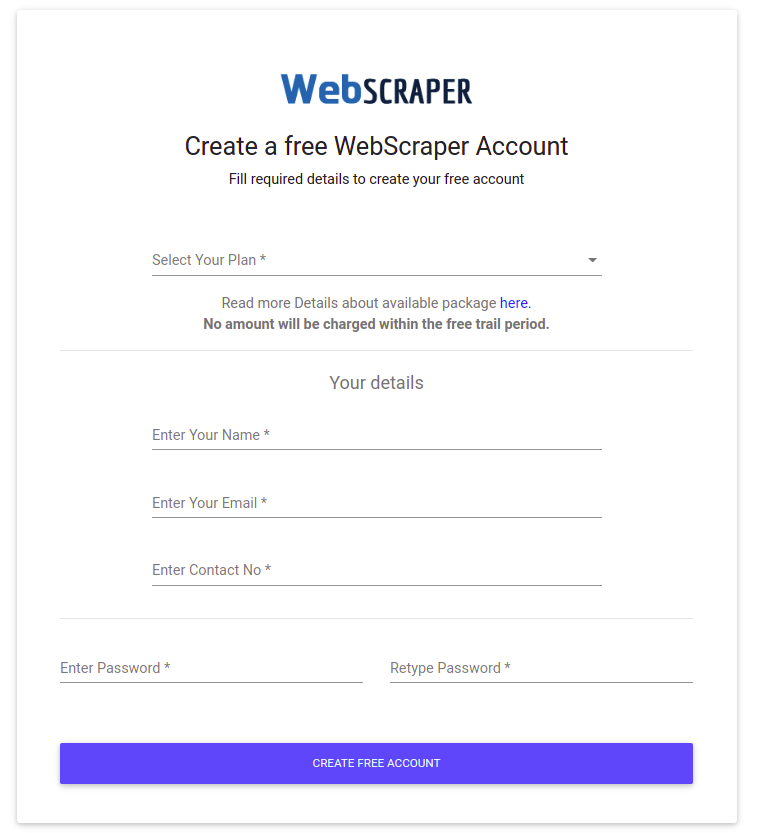 WebSCRAPER
Create a free WebScraper Account
Fill required details to create your free account
Select Your Plan *
Read more Details about available package here.
No amount will be charged within the free trail period.
Your details
Enter Your Name *
Enter Your Email *
Enter Contact No *
Enter Password * Retype Password *
CREATE FREE ACCOUNT